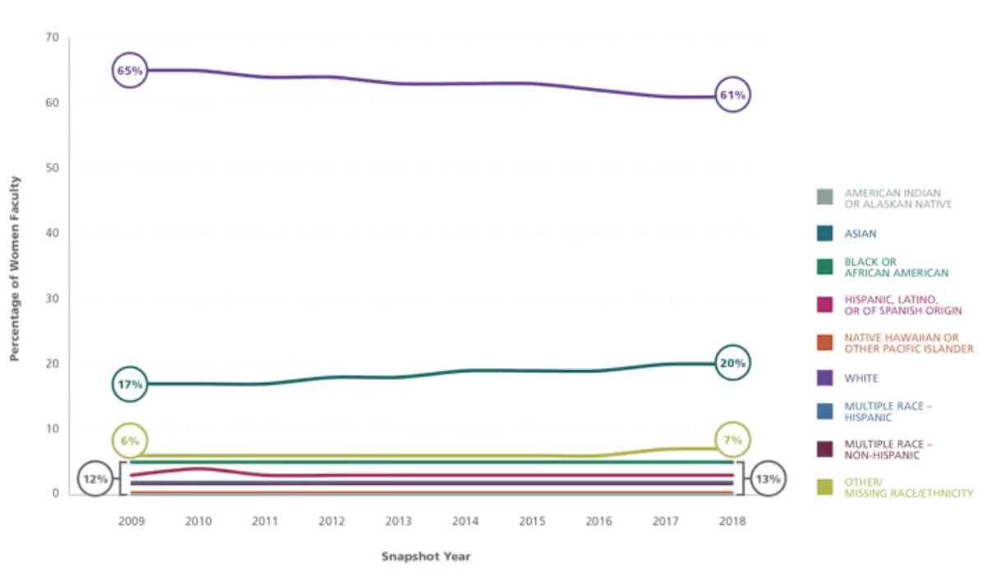 70
65%
61%
60
50
40
30
20
20%
17%
10
6%
7%
12%
13%
0
2009 2010 2011 2012 2013 2014 2015 2016 2017 2018
Snapshot Year
Percentage of Women Faculty
AMERICAN INDIAN
OR ALASKAN NATIVE
ASIAN
BLACK OR
AFRICAN AMERICAN
HISPANIC, LATINO,
OR OF SPANISH ORIGIN
NATIVE HAWAIIAN OR
OTHER PACIFIC ISLANDER
WHITE
MULTIPLE RACE –
HISPANIC
MULTIPLE RACE –
NON-HISPANIC
OTHER/
MISSING RACE/ETHNICITY